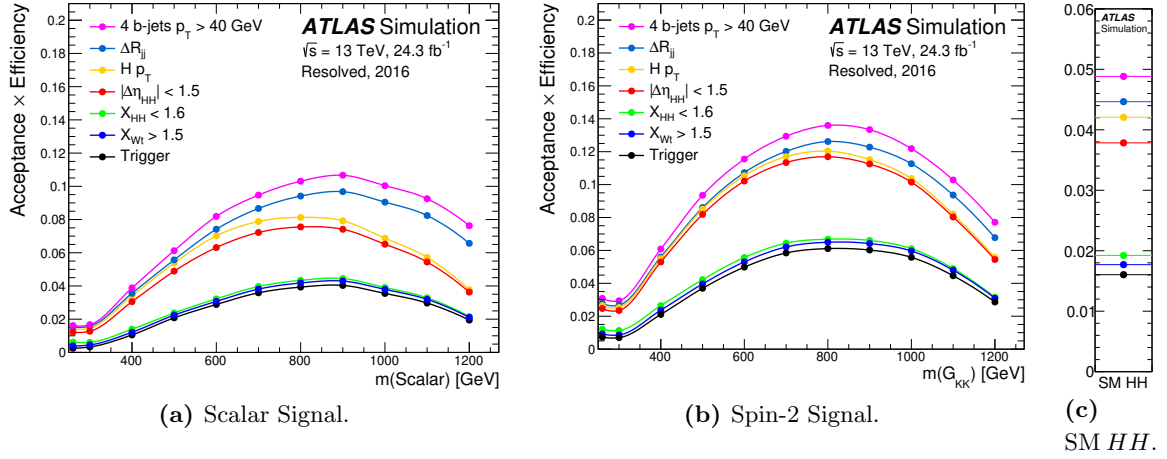 Acceptance × Efficiency
0.2
0.18
0.16
0.14
0.12
0.1
0.08
0.06
0.04
0.02
0
4 b-jets p_T > 40 GeV
ΔR_jj
H p_T
|Δη_HH| < 1.5
X_HH < 1.6
X_Wt > 1.5
Trigger
ATLAS Simulation
√s = 13 TeV, 24.3 fb⁻¹
Resolved, 2016
400 600 800 1000 1200
m(Scalar) [GeV]
(a) Scalar Signal.
Acceptance × Efficiency
0.2
0.18
0.16
0.14
0.12
0.1
0.08
0.06
0.04
0.02
0
4 b-jets p_T > 40 GeV
ΔR_jj
H p_T
|Δη_HH| < 1.5
X_HH < 1.6
X_Wt > 1.5
Trigger
ATLAS Simulation
√s = 13 TeV, 24.3 fb⁻¹
Resolved, 2016
400 600 800 1000 1200
m(G_KK) [GeV]
(b) Spin-2 Signal.
0.06
0.05
0.04
0.03
0.02
0.01
0
ATLAS
Simulation
SM HH
(c)
SM HH.